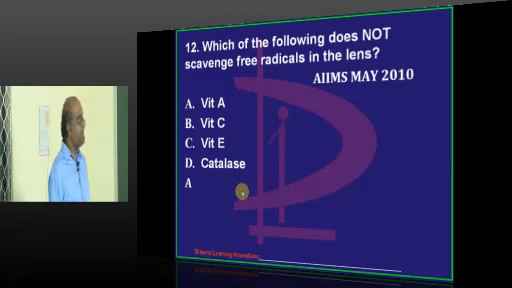 12. Which of the following does NOT
scavenge free radicals in the lens?
AIIMS MAY 2010
A. Vit A
B. Vit C
C. Vit E
D. Catalase
A